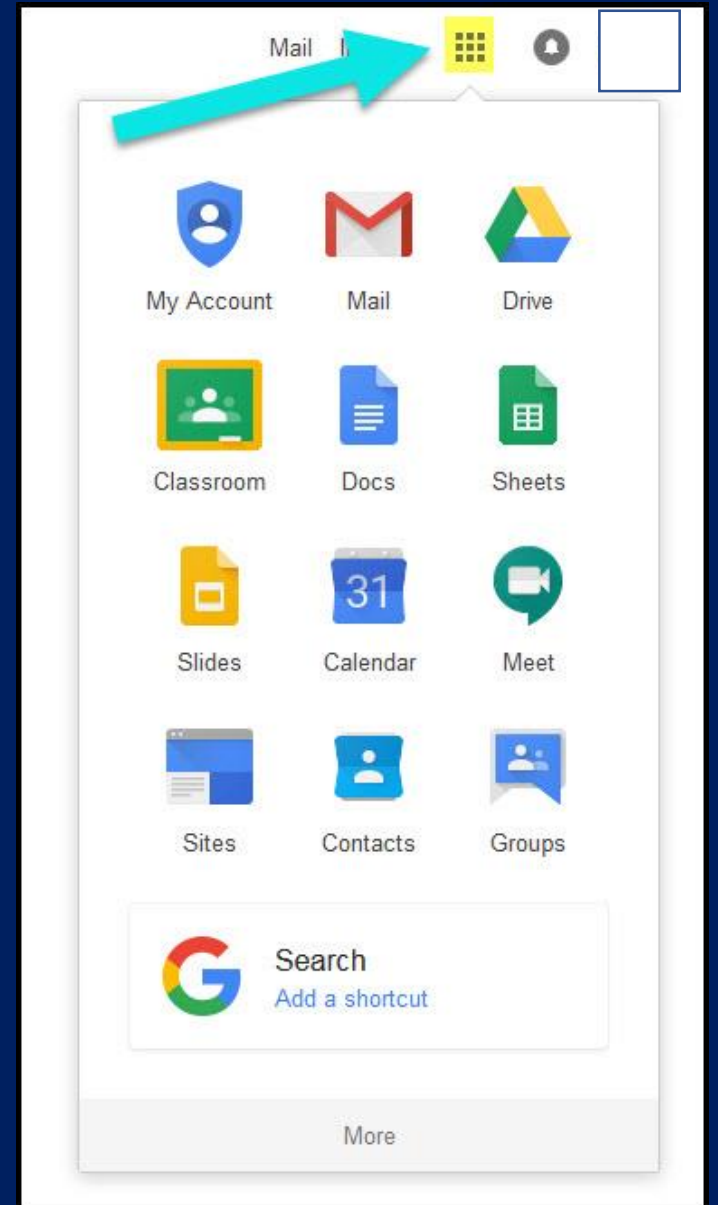 Mail
My Account Mail Drive
Classroom Docs Sheets
31
Slides Calendar Meet
Sites Contacts Groups
Search
Add a shortcut
More